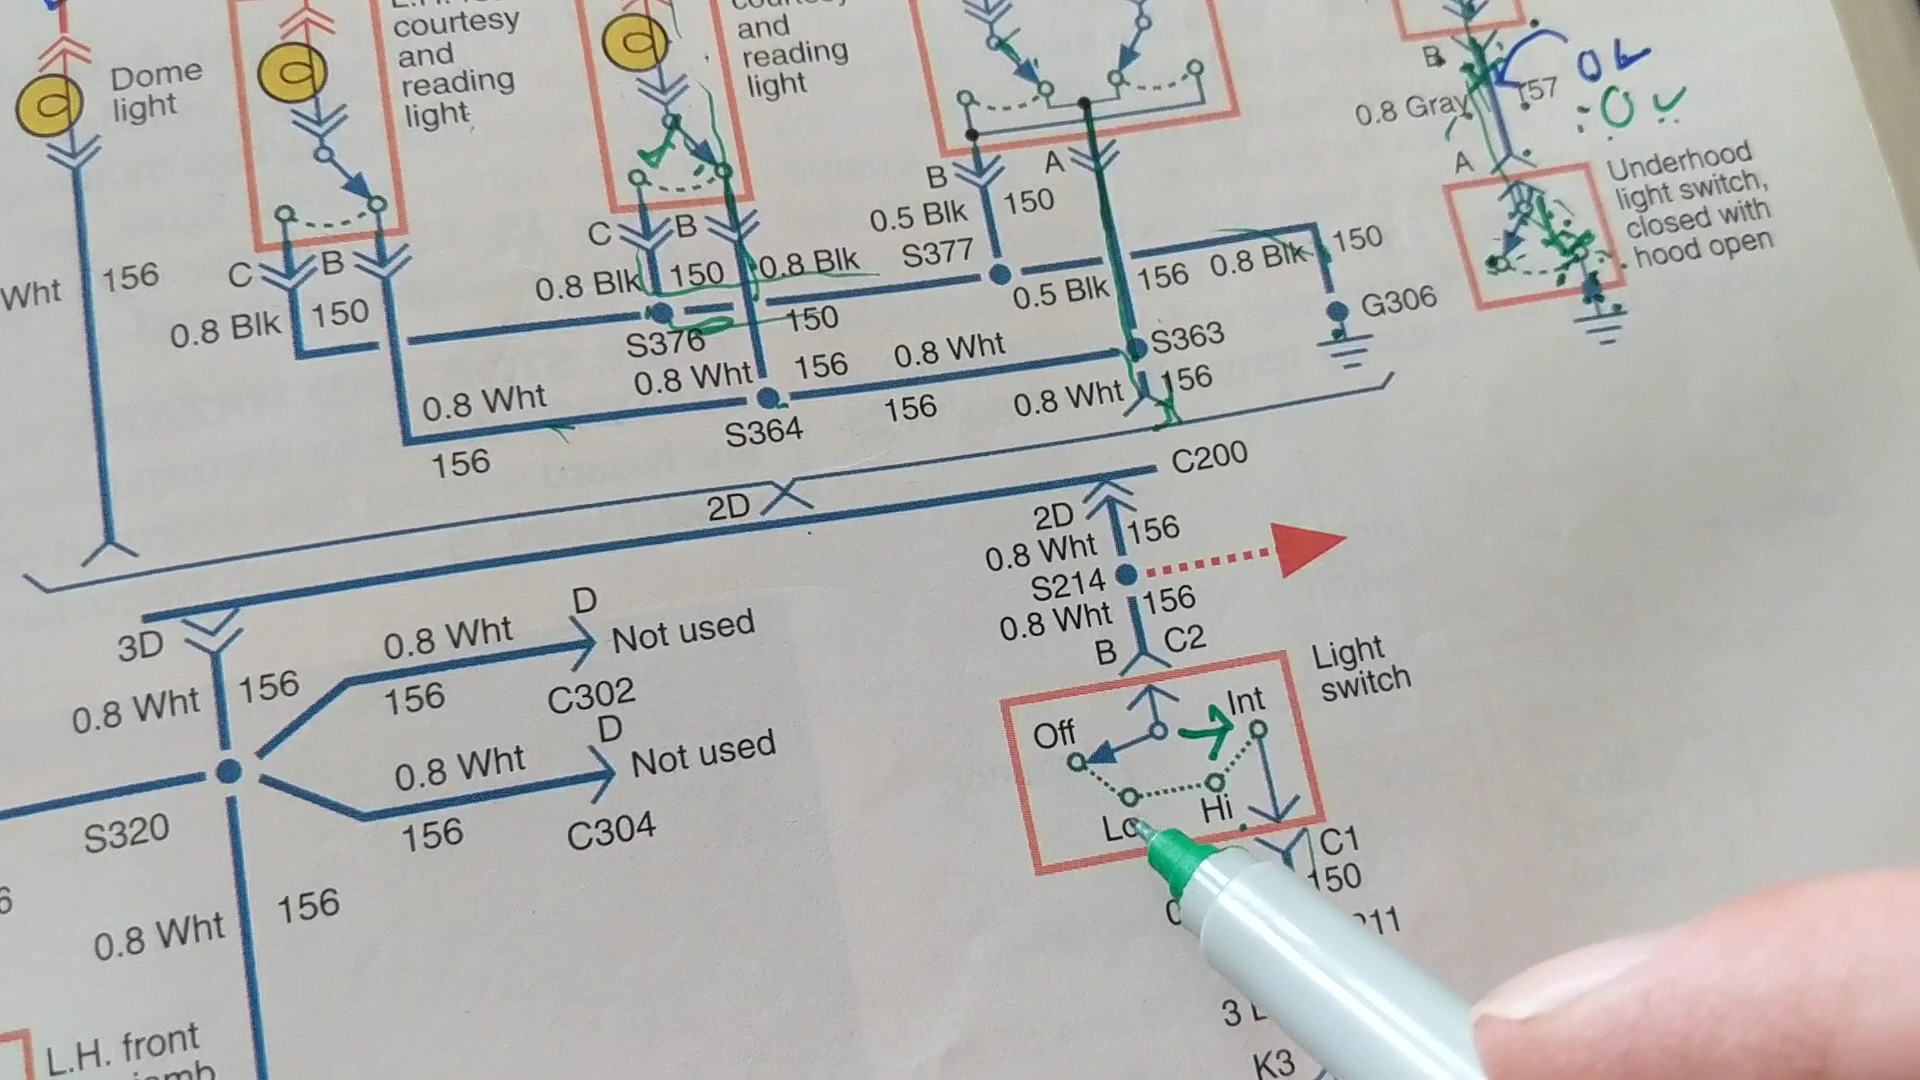 courtesy
and
reading
light
Dome
light
and
reading
light
B
0.8 Gray
157
OK
0 v
A
Underhood
light switch,
closed with
hood open
Wht
156
C
B
0.8 Blk
150
C
B
0.8 Blk
150
0.8 Blk
S376
150
B
A
0.5 Blk
150
S377
0.5 Blk
156
0.8 Blk
150
G306
0.8 Wht
156
0.8 Wht
156
0.8 Wht
S364
156
S363
0.8 Wht
156
2D
C200
2D
156
0.8 Wht
S214
0.8 Wht
156
B
C2
Light
switch
Off
Int
Lo
Hi
C1
150
3D
0.8 Wht
156
0.8 Wht
156
D
Not used
C302
0.8 Wht
156
D
Not used
C304
S320
0.8 Wht
156
L.H. front
K3